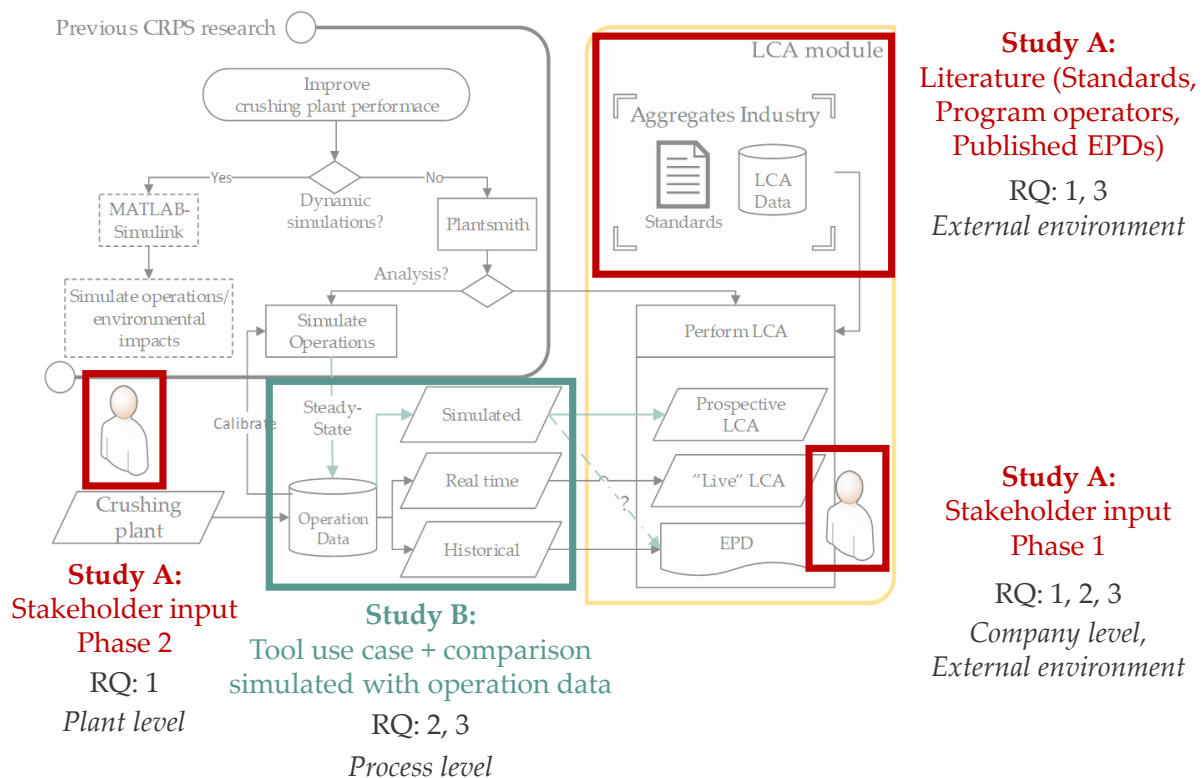 Previous CRPS research
Improve
crushing plant performace
Yes
No
Dynamic
simulations?
MATLAB-
Simulink
Plantsmith
Simulate operations/
environmental
impacts
Analysis?
Simulate
Operations
LCA module
Aggregates Industry
Standards
LCA
Data
Perform LCA
Study A:
Literature (Standards,
Program operators,
Published EPDs)
RQ: 1, 3
External environment
Calibrate
Steady-
State
Simulated
Prospective
LCA
Real time
"Live" LCA
?
Crushing
plant
Operation
Data
Historical
EPD
Study A:
Stakeholder input
Phase 1
RQ: 1, 2, 3
Company level,
External environment
Study A:
Stakeholder input
Phase 2
RQ: 1
Plant level
Study B:
Tool use case + comparison
simulated with operation data
RQ: 2, 3
Process level